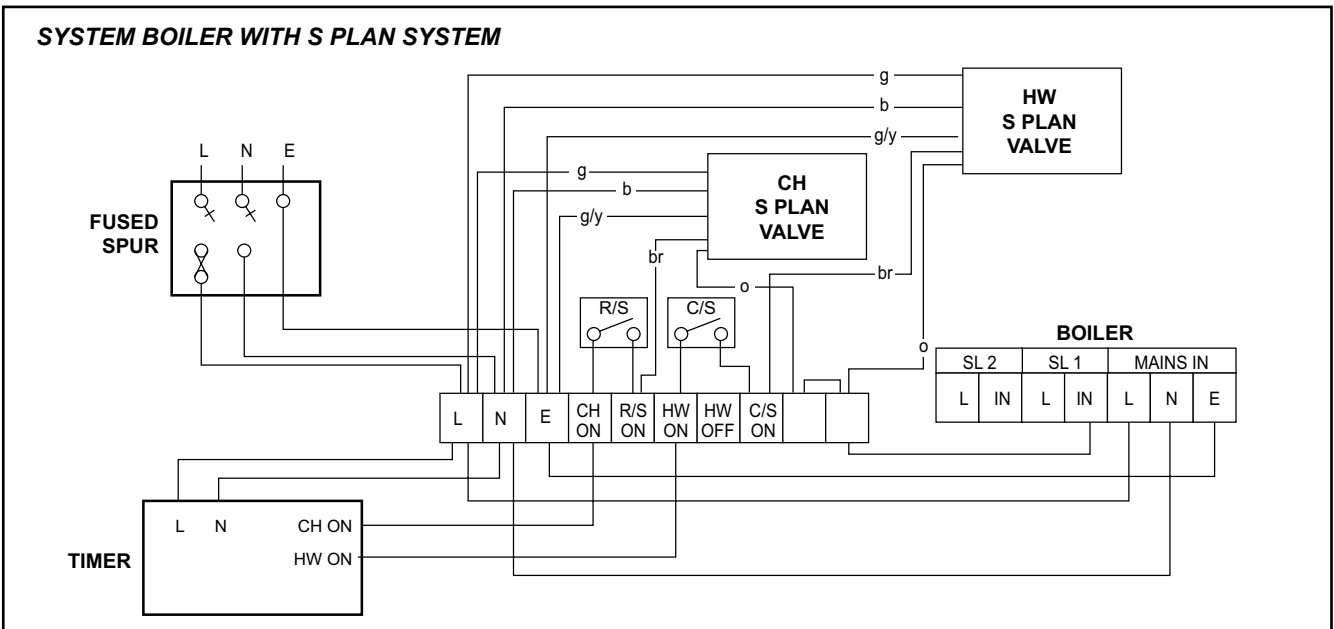 SYSTEM BOILER WITH S PLAN SYSTEM
g
b
g/y
HW
S PLAN
VALVE
L N E
FUSED
SPUR
g
b
g/y
br
o
CH
S PLAN
VALVE
br
o
R/S
C/S
BOILER
SL 2 SL 1 MAINS IN
L IN L IN L N E
L N E CH ON R/S ON HW ON HW OFF C/S ON
TIMER
L N CH ON
HW ON